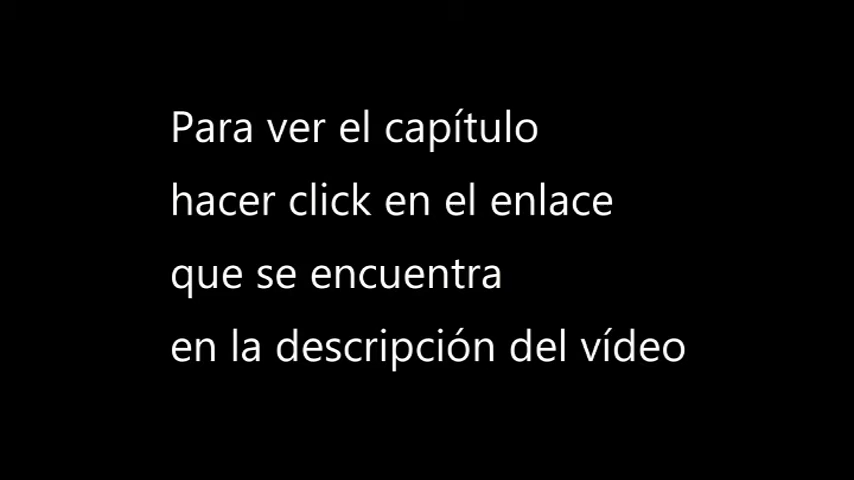 Para ver el capítulo
hacer click en el enlace
que se encuentra
en la descripción del vídeo